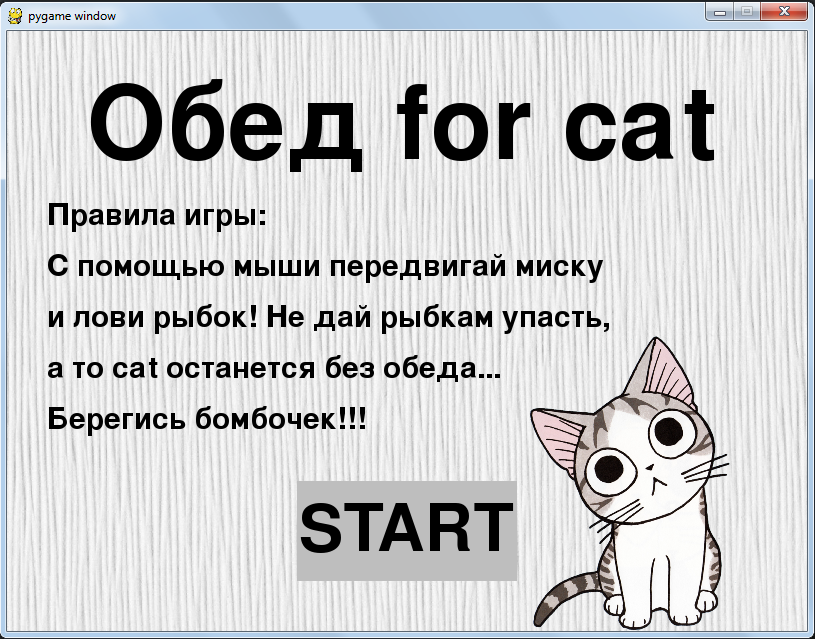 pygame window
Обед for cat
Правила игры:
С помощью мыши передвигай миску
и лови рыбок! Не дай рыбкам упасть,
а то cat останется без обеда...
Берегись бомбочек!!!
START